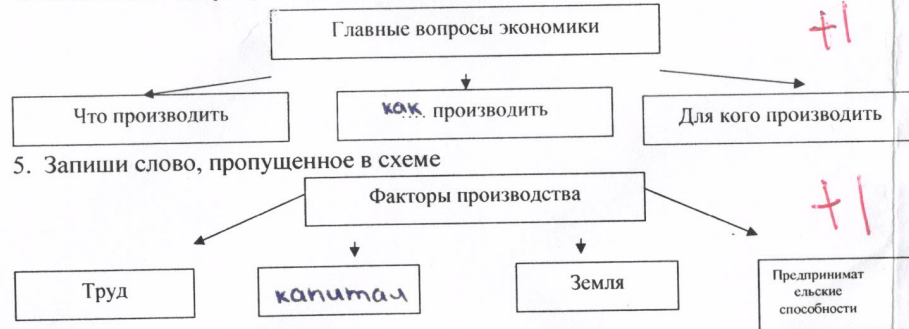 Главные вопросы экономики
+1
Что производить
как производить
Для кого производить
5. Запиши слово, пропущенное в схеме
Факторы производства
+1
Труд
капитал
Земля
Предпринимат
ельские
способности